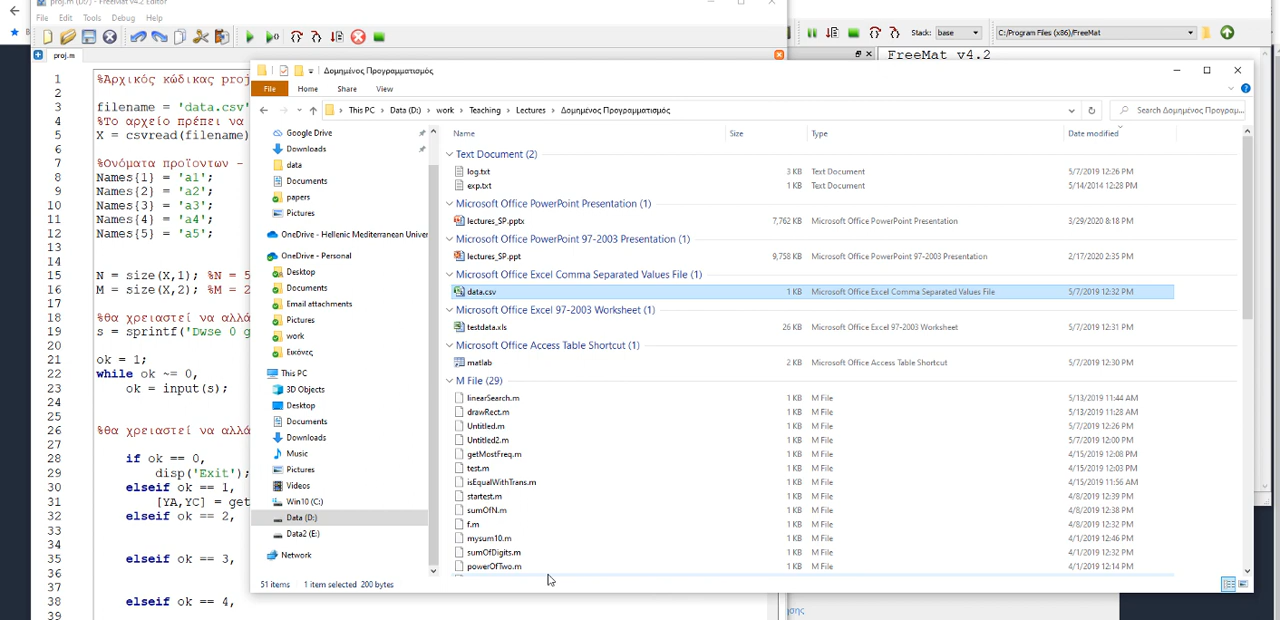 proj.m (D:/) - FreeMat v4.2 Editor
File Edit Tools Debug Help
Stack: base
C:/Program Files (x86)/FreeMat
proj.m
FreeMat v4.2
1 %Αρχικός κώδικας proj
2
3 filename = 'data.csv'
4 %Το αρχείο πρέπει να
5 X = csvread(filename)
6
7 %Ονόματα προϊοντων -
8 Names{1} = 'a1';
9 Names{2} = 'a2';
10 Names{3} = 'a3';
11 Names{4} = 'a4';
12 Names{5} = 'a5';
13
14
15 N = size(X,1); %N = 5
16 M = size(X,2); %M = 2
17
18 %θα χρειαστεί να αλλά
19 s = sprintf('Dwse 0 g
20
21 ok = 1;
22 while ok ~= 0,
23 ok = input(s);
24
25
26 %θα χρειαστεί να αλλά
27
28 if ok == 0,
29 disp('Exit');
30 elseif ok == 1,
31 [YA,YC] = get
32 elseif ok == 2,
33
34
35 elseif ok == 3,
36
37
38 elseif ok == 4,
39
Δομημένος Προγραμματισμός
File Home Share View
This PC > Data (D:) > work > Teaching > Lectures > Δομημένος Προγραμματισμός
Search Δομημένος Προγραμ...
Google Drive
Downloads
data
Documents
papers
Pictures
OneDrive - Hellenic Mediterranean Univer
OneDrive - Personal
Desktop
Documents
Email attachments
Pictures
work
Εικόνες
This PC
3D Objects
Desktop
Documents
Downloads
Music
Pictures
Videos
Win10 (C:)
Data (D:)
Data2 (E:)
Network
Name Size Type Date modified
Text Document (2)
log.txt 3 KB Text Document 5/7/2019 12:26 PM
exp.txt 1 KB Text Document 5/14/2014 12:28 PM
Microsoft Office PowerPoint Presentation (1)
lectures_SP.pptx 7,762 KB Microsoft Office PowerPoint Presentation 3/29/2020 8:18 PM
Microsoft Office PowerPoint 97-2003 Presentation (1)
lectures_SP.ppt 9,758 KB Microsoft Office PowerPoint 97-2003 Presentation 2/17/2020 2:35 PM
Microsoft Office Excel Comma Separated Values File (1)
data.csv 1 KB Microsoft Office Excel Comma Separated Values File 5/7/2019 12:32 PM
Microsoft Office Excel 97-2003 Worksheet (1)
testdata.xls 26 KB Microsoft Office Excel 97-2003 Worksheet 5/7/2019 12:31 PM
Microsoft Office Access Table Shortcut (1)
matlab 2 KB Microsoft Office Access Table Shortcut 5/7/2019 12:30 PM
M File (29)
linearSearch.m 1 KB M File 5/13/2019 11:44 AM
drawRect.m 1 KB M File 5/13/2019 11:28 AM
Untitled.m 1 KB M File 5/7/2019 12:26 PM
Untitled2.m 1 KB M File 5/7/2019 12:00 PM
getMostFreq.m 1 KB M File 4/15/2019 12:08 PM
test.m 1 KB M File 4/15/2019 12:03 PM
isEqualWithTrans.m 1 KB M File 4/15/2019 11:56 AM
startest.m 1 KB M File 4/8/2019 12:39 PM
sumOfN.m 1 KB M File 4/8/2019 12:38 PM
f.m 1 KB M File 4/8/2019 12:32 PM
mysum10.m 1 KB M File 4/1/2019 12:46 PM
sumOfDigits.m 1 KB M File 4/1/2019 12:32 PM
powerOfTwo.m 1 KB M File 4/1/2019 12:14 PM
51 items 1 item selected 200 bytes
ησης